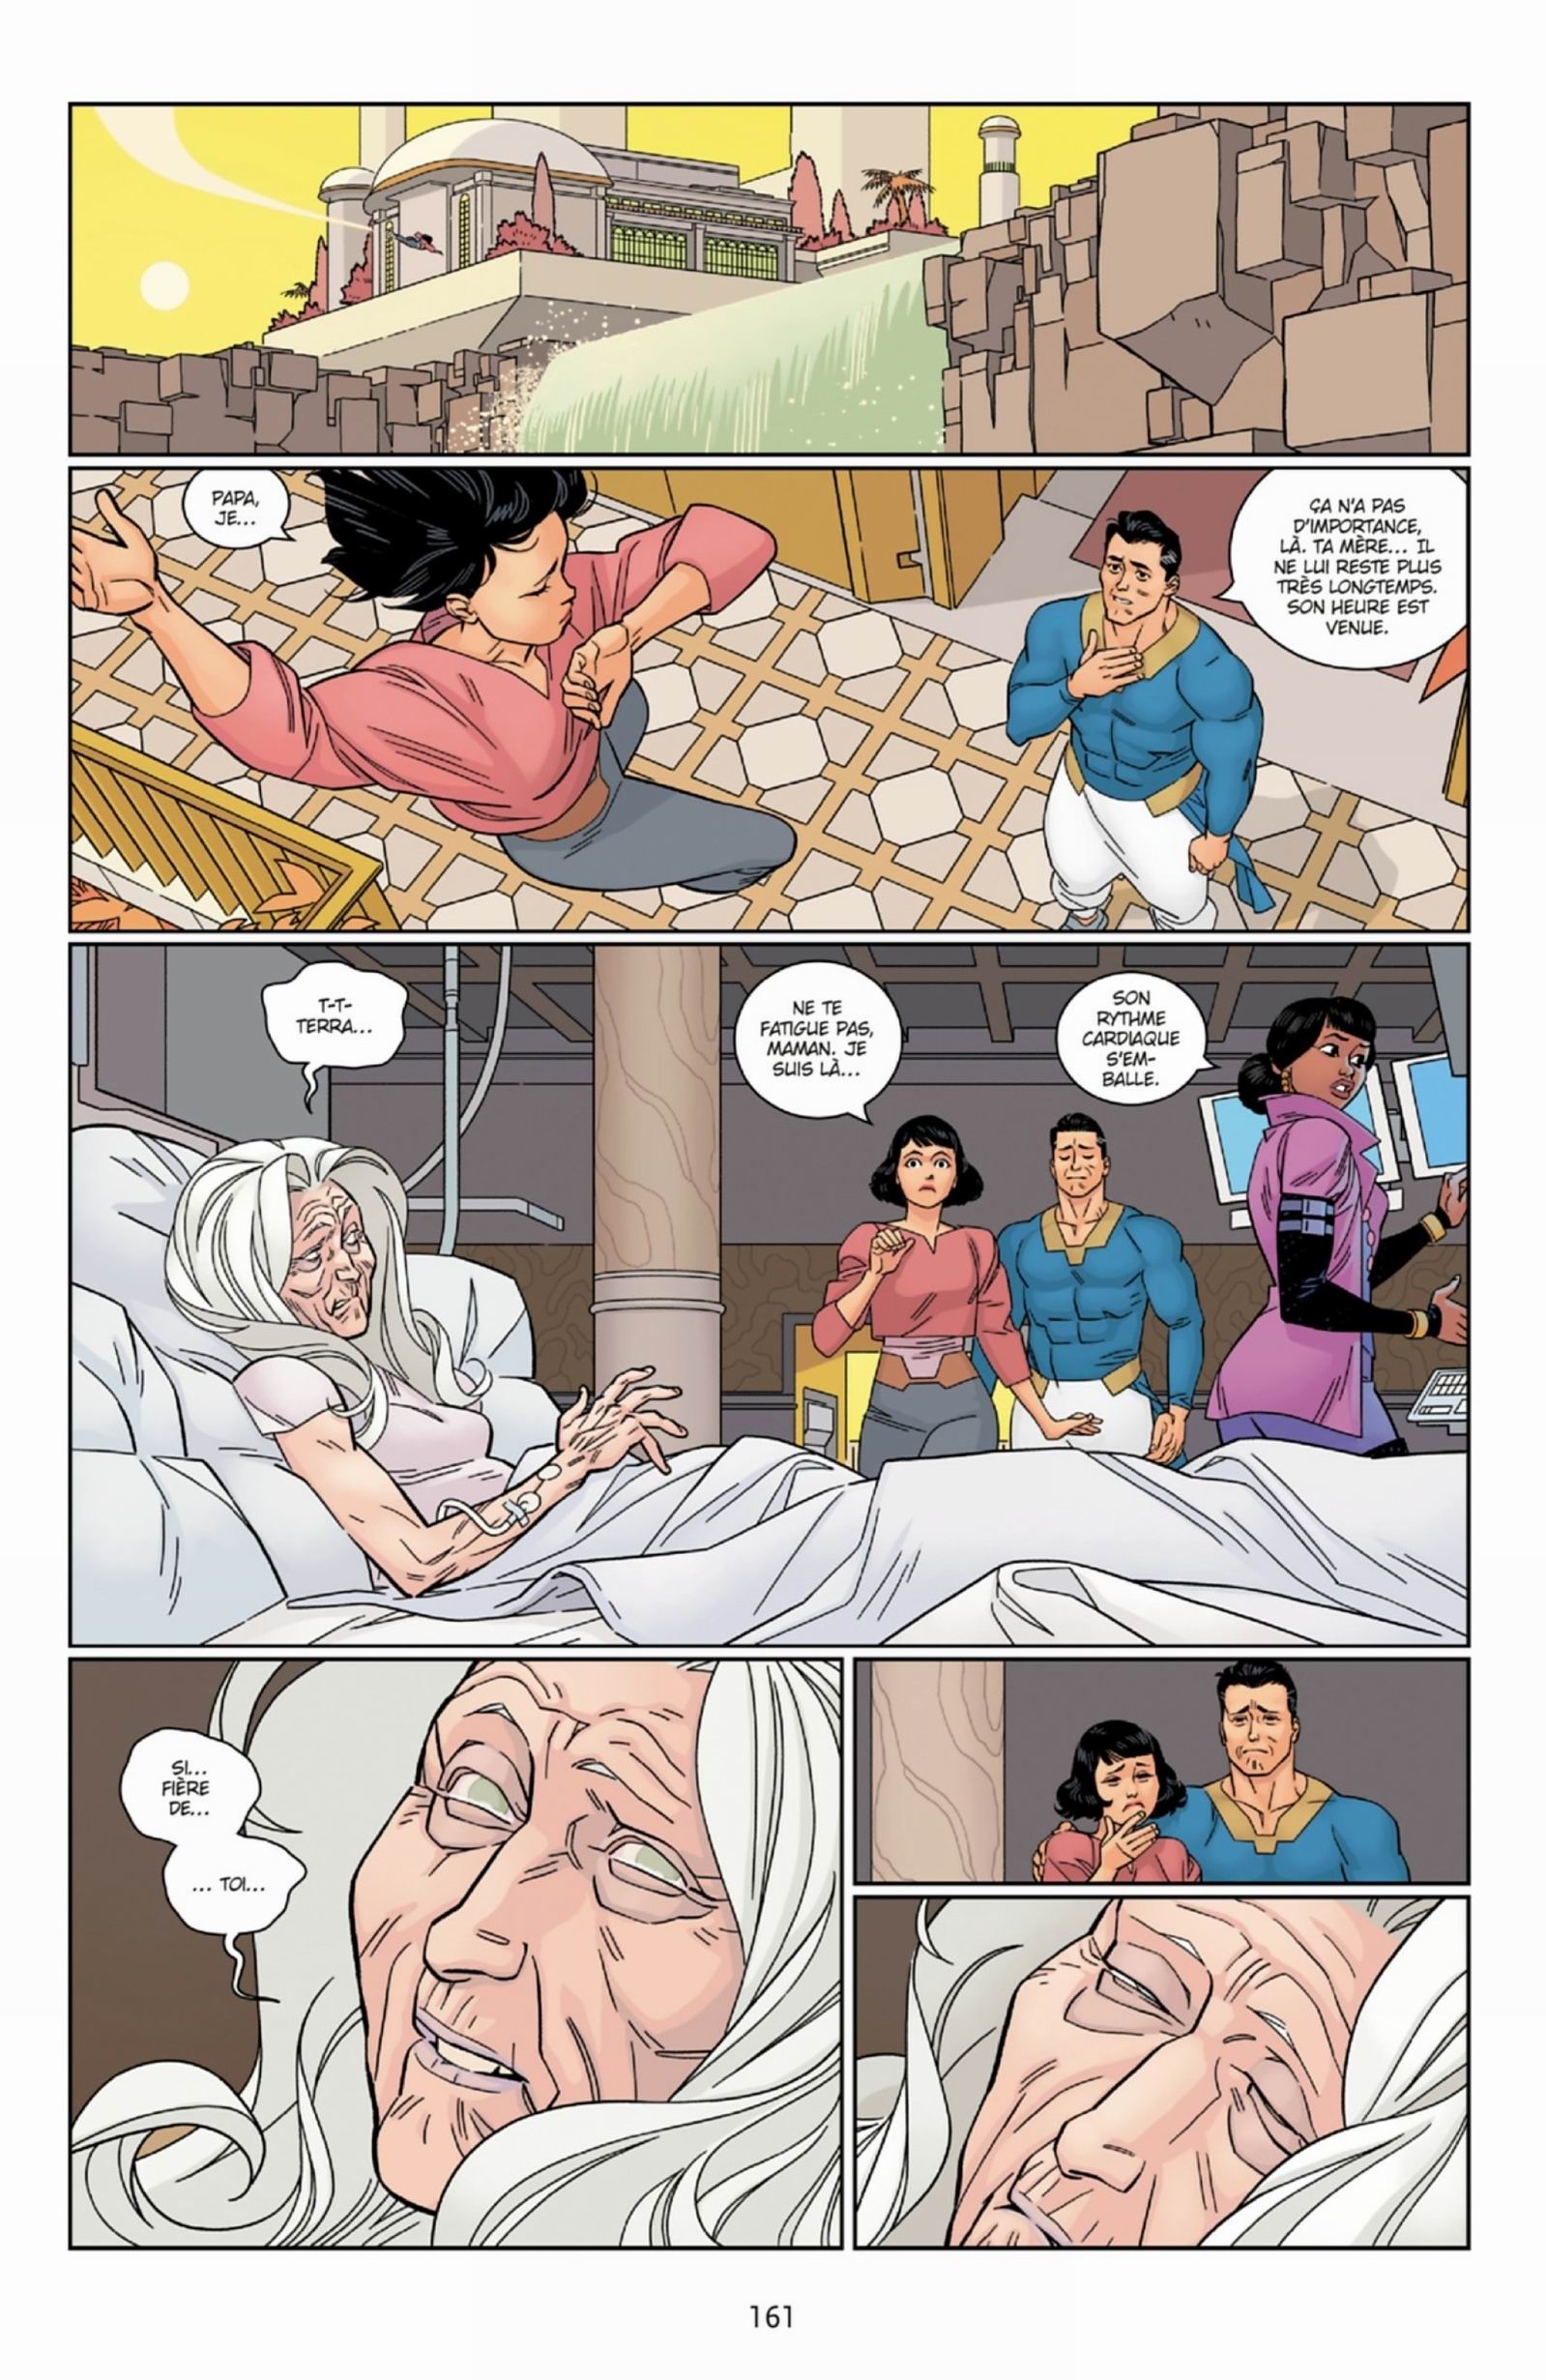 PAPA,
JE...
ÇA N'A PAS
D'IMPORTANCE,
LÀ. TA MÈRE... IL
NE LUI RESTE PLUS
TRÈS LONGTEMPS.
SON HEURE EST
VENUE.
T-T-
TERRA...
NE TE
FATIGUE PAS,
MAMAN. JE
SUIS LÀ...
SON
RYTHME
CARDIAQUE
S'EM-
BALLE.
SI...
FIÈRE
DE...
... TOI...
161